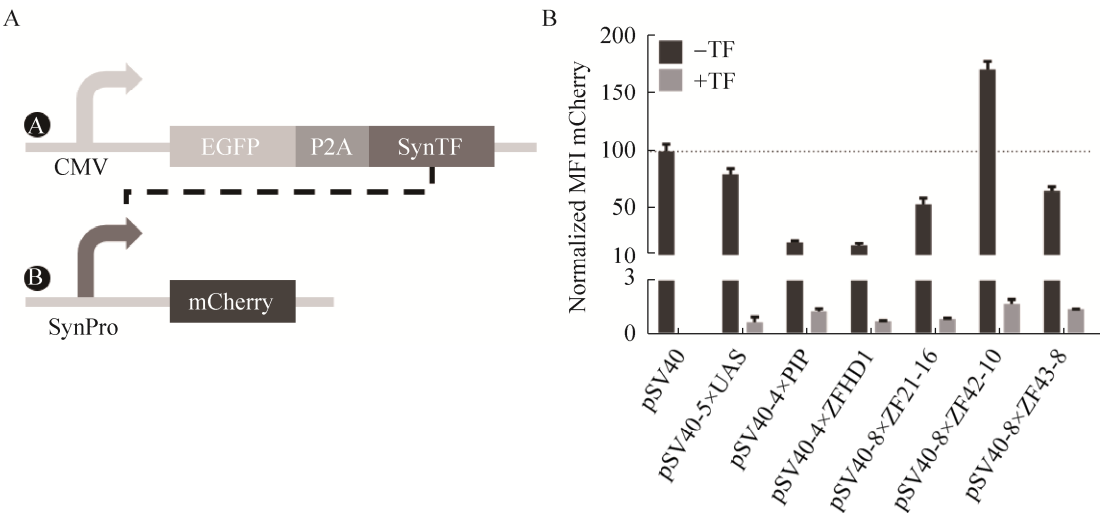 A
A
CMV
EGFP
P2A
SynTF
B
SynPro
mCherry
B
Normalized MFI mCherry
200
150
100
50
10
3
0
−TF
+TF
pSV40
pSV40-5×UAS
pSV40-4×PIP
pSV40-4×ZFHD1
pSV40-8×ZF21-16
pSV40-8×ZF42-10
pSV40-8×ZF43-8